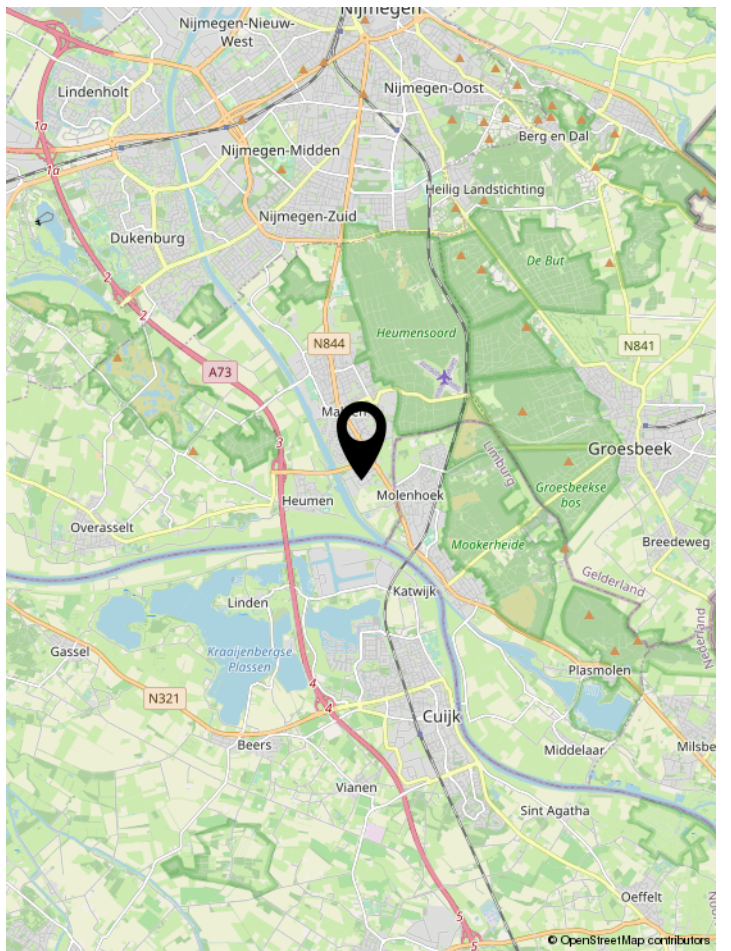 Nijmegen
Nijmegen-Nieuw-
West
Lindenholt
Nijmegen-Oost
1a
Berg en Dal
Nijmegen-Midden
1a
Heilig Landstichting
Nijmegen-Zuid
Dukenburg
De But
2
2
Heumensoord
N844
N841
A73
3
Limburg
Groesbeek
Groesbeekse
bos
Molenhoek
Heumen
Overasselt
Mookerheide
Breedeweg
Gelderland
Katwijk
Linden
Nederland
Gassel
Kraaijenbergse
Plassen
Plasmolen
4
N321
4
Cuijk
Beers
Middelaar
Milsbe
Vianen
Sint Agatha
Oeffelt
5
5
© OpenStreetMap contributors